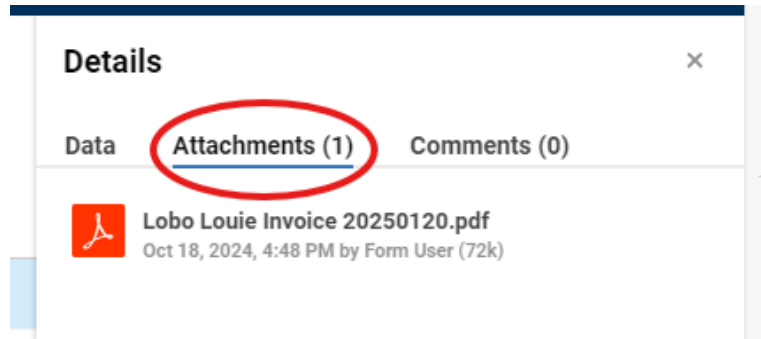 Details
Data Attachments (1) Comments (0)
Lobo Louie Invoice 20250120.pdf
Oct 18, 2024, 4:48 PM by Form User (72k)